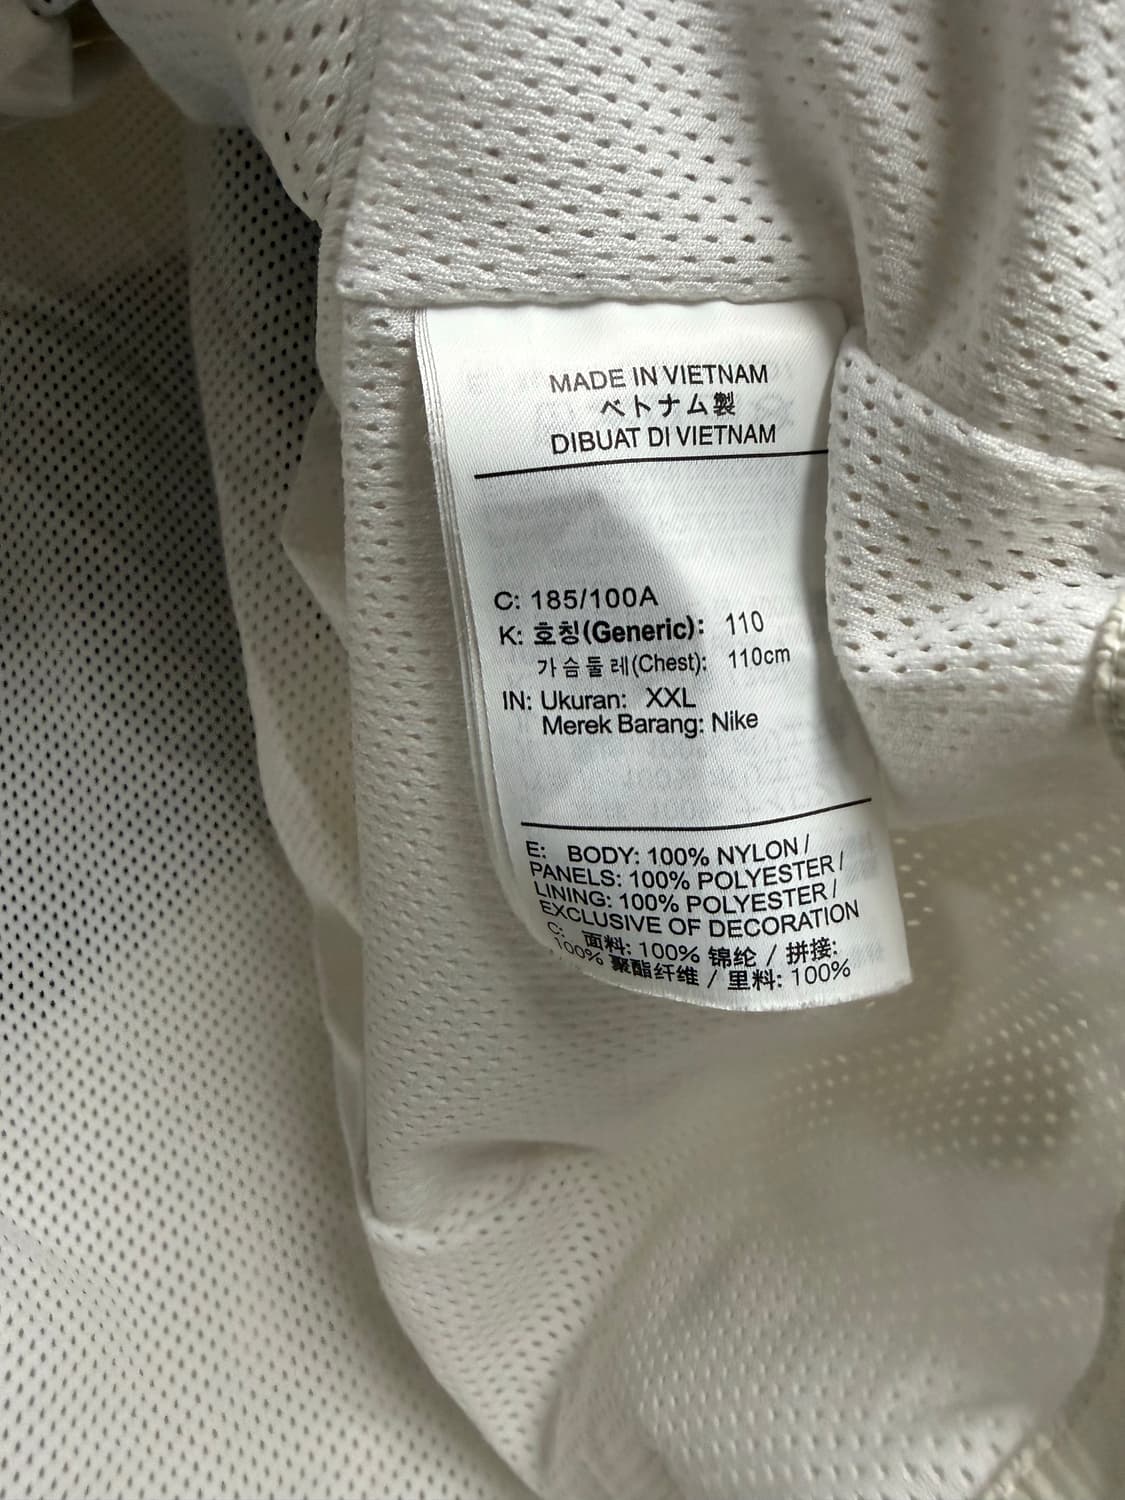 MADE IN VIETNAM
ベトナム製
DIBUAT DI VIETNAM
C: 185/100A
K: 호칭(Generic): 110
가슴둘레(Chest): 110cm
IN: Ukuran: XXL
Merek Barang: Nike
E: BODY: 100% NYLON /
PANELS: 100% POLYESTER /
LINING: 100% POLYESTER /
EXCLUSIVE OF DECORATION
C: 面料: 100% 锦纶 / 拼接:
100% 聚酯纤维 / 里料: 100%